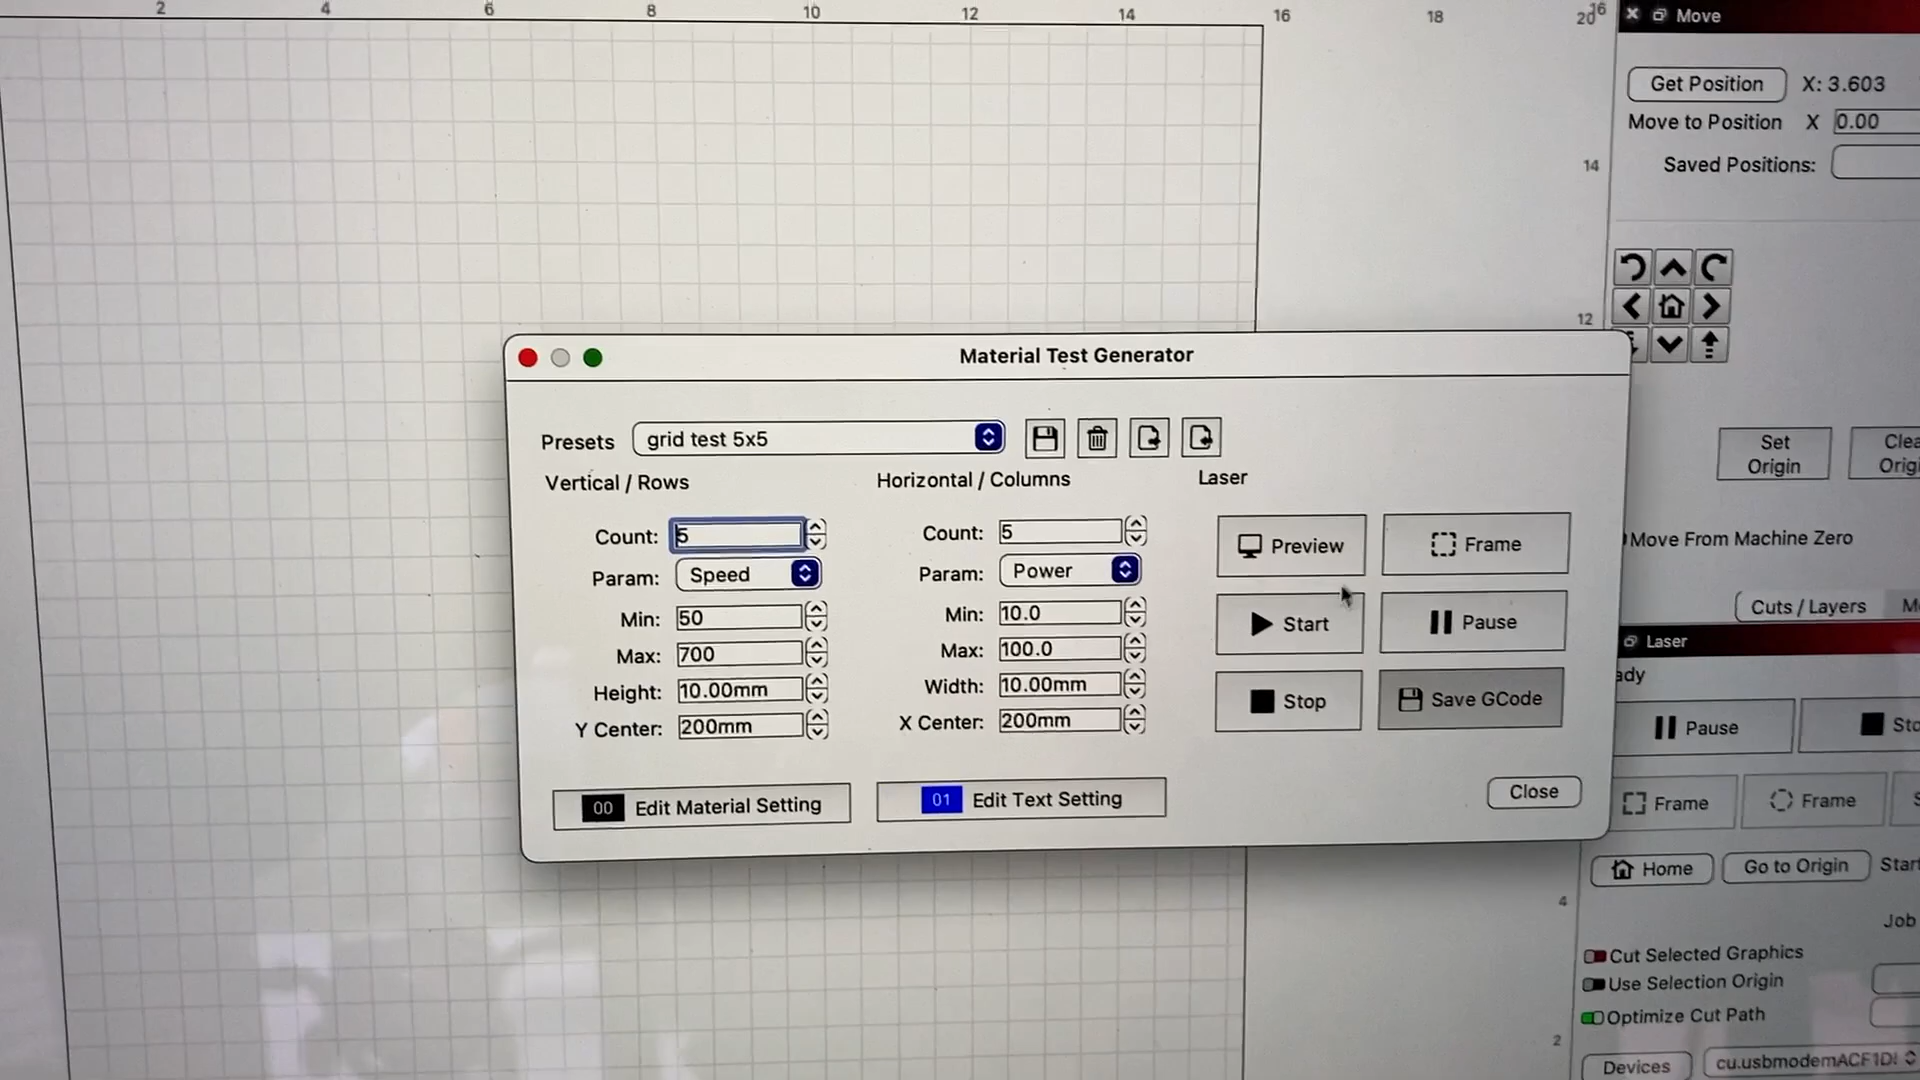 2 4 6 8 10 12 14 16 18 20
16
Move
Get Position X: 3.603
Move to Position X 0.00
14
Saved Positions:
12
Material Test Generator
Presets grid test 5x5
Vertical / Rows Horizontal / Columns Laser
Count: 5 Count: 5 Preview Frame
Param: Speed Param: Power
Min: 50 Min: 10.0 Start Pause
Max: 700 Max: 100.0
Height: 10.00mm Width: 10.00mm Stop Save GCode
Y Center: 200mm X Center: 200mm
00 Edit Material Setting 01 Edit Text Setting Close
Set
Origin
Move From Machine Zero
Cuts / Layers
Laser
Pause
Frame Frame
Home Go to Origin
4
Job
Cut Selected Graphics
Use Selection Origin
Optimize Cut Path
2
Devices cu.usbmodemACF1D